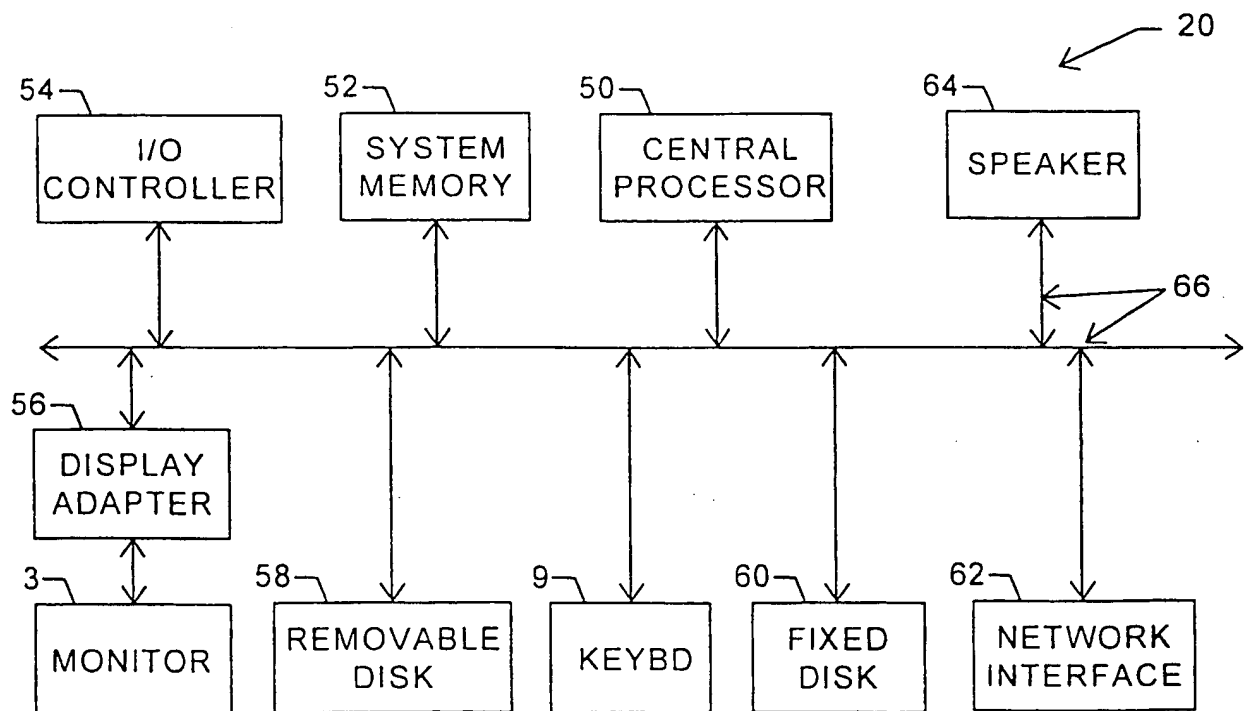 20
54
52
50
64
I/O
CONTROLLER
SYSTEM
MEMORY
CENTRAL
PROCESSOR
SPEAKER
66
56
DISPLAY
ADAPTER
3
58
9
60
62
MONITOR
REMOVABLE
DISK
KEYBD
FIXED
DISK
NETWORK
INTERFACE